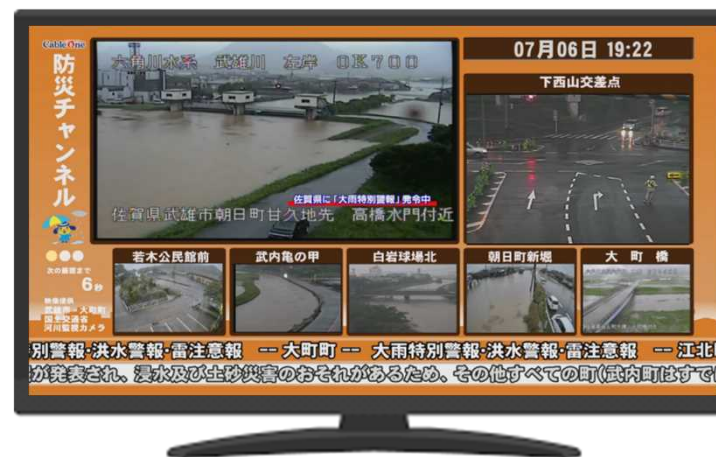 Cable One
防災チャンネル
六角川水系 武雄川 左岸 0K700
佐賀県に「大雨特別警報」発令中
佐賀県武雄市朝日町甘久地先 高橋水門付近
07月06日 19:22
下西山交差点
若木公民館前
武内亀の甲
白岩球場北
朝日町新堀
大町橋
次の展開まで
6秒
映像提供
武雄市・大町町
国土交通省
河川監視カメラ
別警報・洪水警報・雷注意報 -- 大町町 -- 大雨特別警報・洪水警報・雷注意報 -- 江北
が発表され、浸水及び土砂災害のおそれがあるため、その他すべての町(武内町はすで